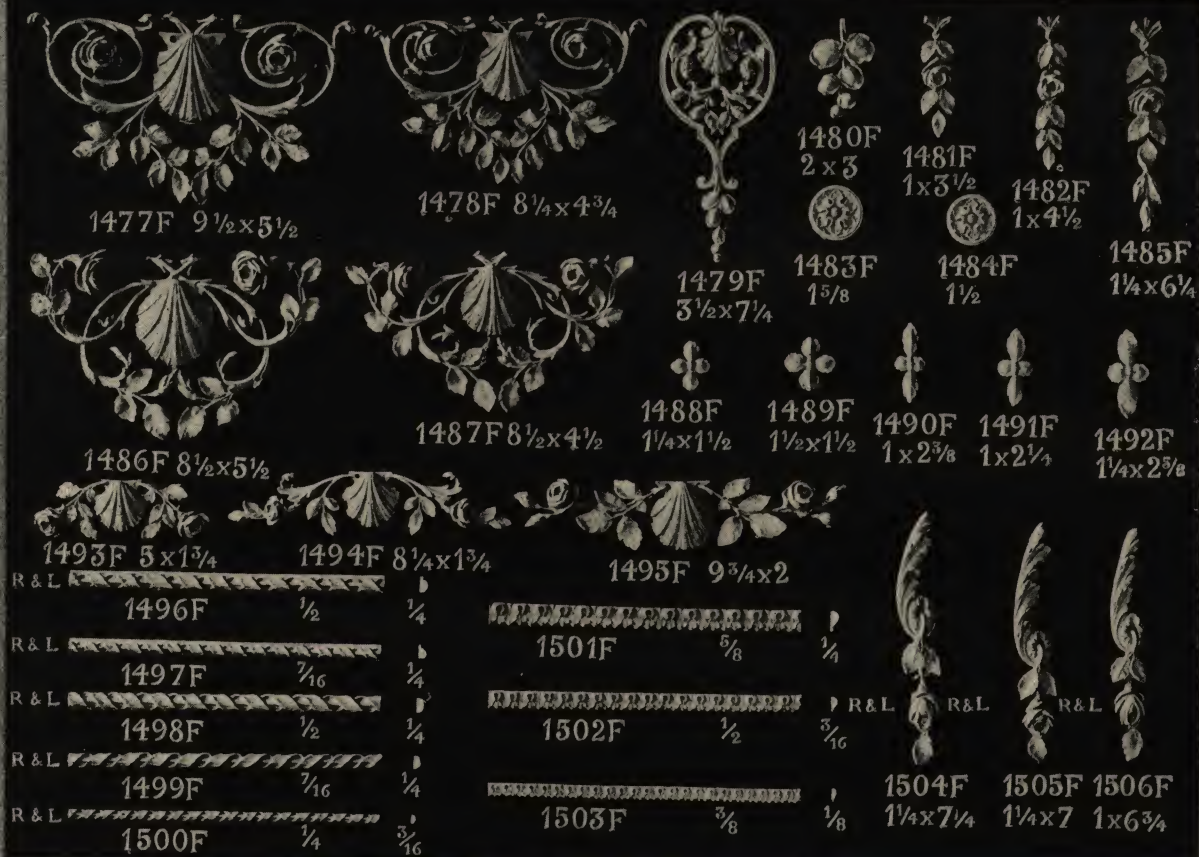 1477F 9½x5½
1478F 8¼x4¾
1479F
3½x7¼
1480F
2x3
1481F
1x3½
1482F
1x4½
1483F
1⅝
1484F
1½
1485F
1¼x6¼
1486F 8½x5½
1487F 8½x4½
1488F
1¼x1½
1489F
1½x1½
1490F
1x2⅜
1491F
1x2¼
1492F
1¼x2⅝
1493F 5x1¾
1494F 8¼x1¾
1495F 9¾x2
R&L
1496F ½ ¼
R&L
1497F 7/16 ¼
1498F ½ ¼
R&L
1499F 7/16 ¼
R&L
1500F ¼ 3/16
1501F ⅝ ¼
1502F ½ 3/16
1503F ⅜ ⅛
R&L R&L R&L
1504F 1505F 1506F
1¼x7¼ 1¼x7 1x6¾